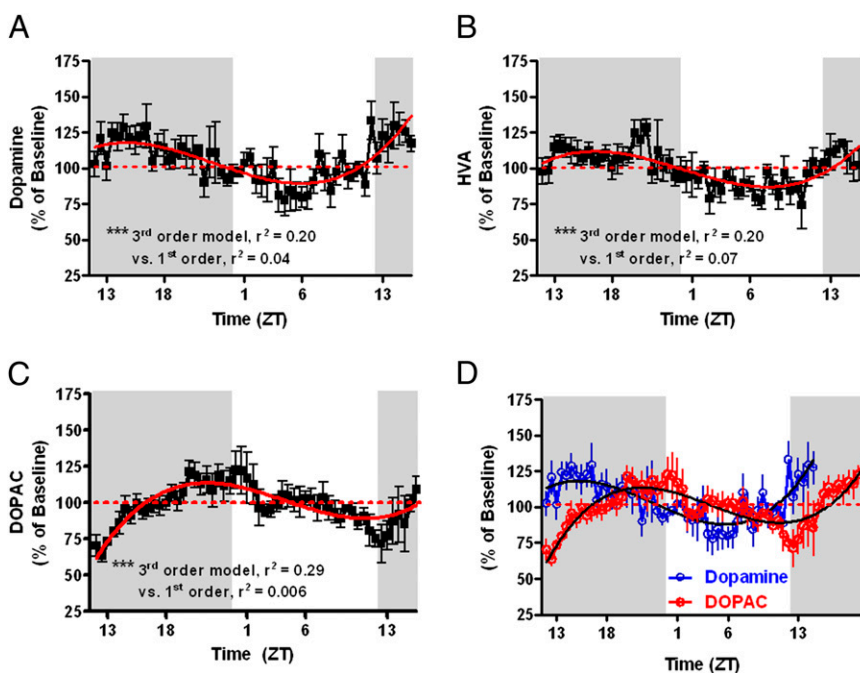 A
175
150
125
100
75
50
25
Dopamine
(% of Baseline)
*** 3rd order model, r² = 0.20
vs. 1st order, r² = 0.04
13 18 1 6 13
Time (ZT)
B
175
150
125
100
75
50
25
HVA
(% of Baseline)
*** 3rd order model, r² = 0.20
vs. 1st order, r² = 0.07
13 18 1 6 13
Time (ZT)
C
175
150
125
100
75
50
25
DOPAC
(% of Baseline)
*** 3rd order model, r² = 0.29
vs. 1st order, r² = 0.006
13 18 1 6 13
Time (ZT)
D
175
150
125
100
75
50
25
(% of Baseline)
Dopamine
DOPAC
13 18 1 6 13
Time (ZT)